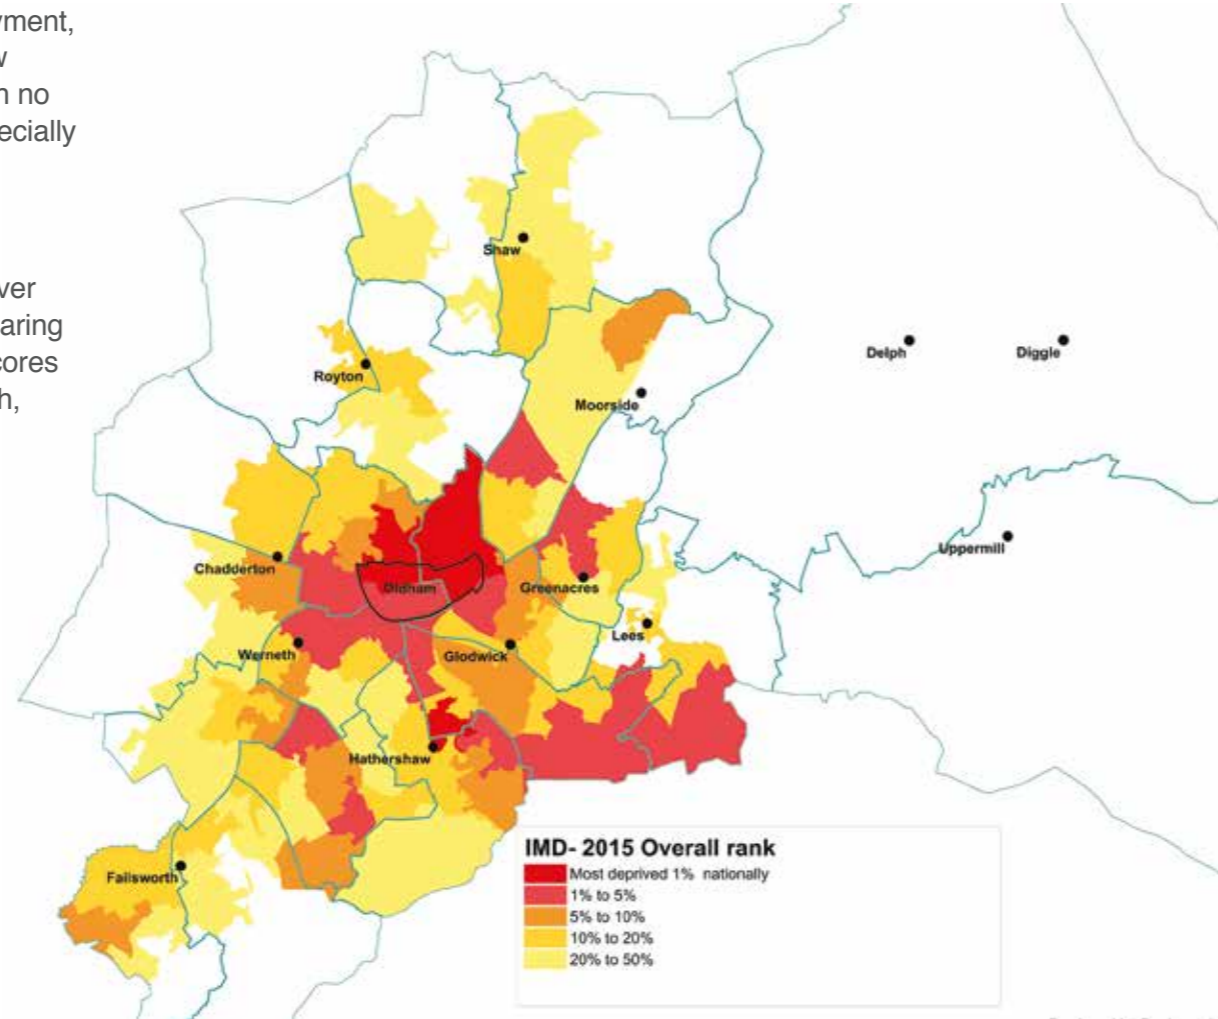 yment,
w
n no
ecially
ver
aring
cores
h,
Shaw
Delph
Diggle
Royton
Moorside
Uppermill
Chadderton
Oldham
Greenacres
Lees
Werneth
Glodwick
Hathershaw
Failsworth
IMD- 2015 Overall rank
Most deprived 1% nationally
1% to 5%
5% to 10%
10% to 20%
20% to 50%